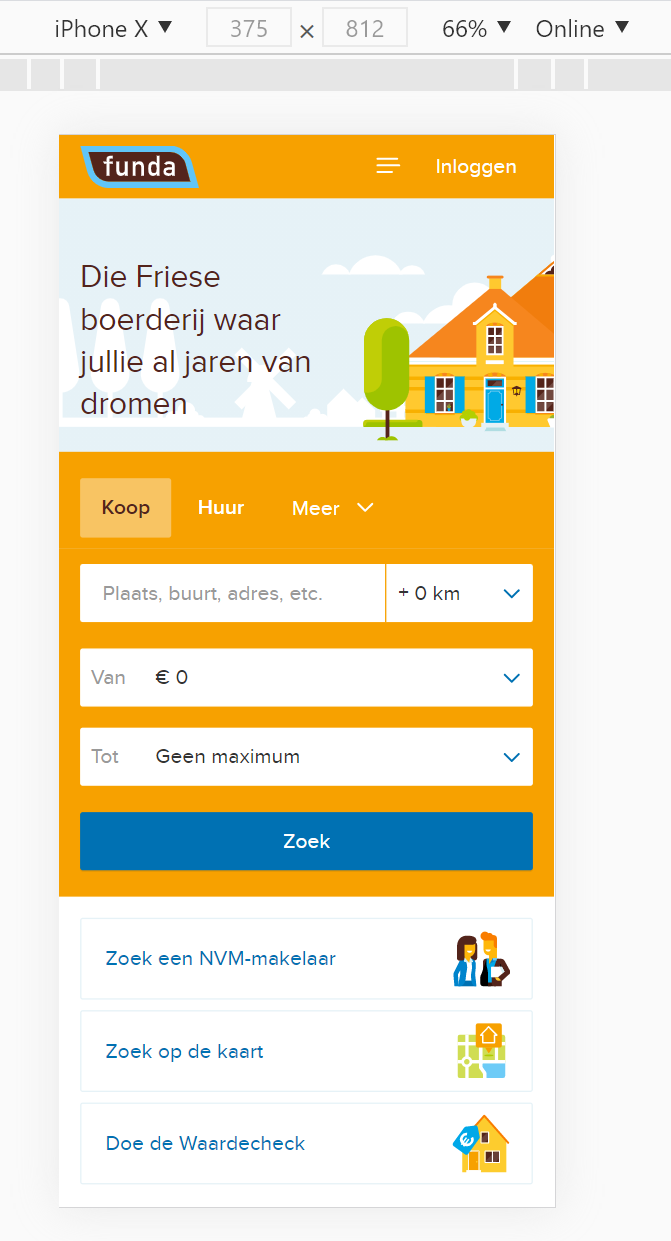 iPhone X 375 × 812 66% Online
funda Inloggen
Die Friese
boerderij waar
jullie al jaren van
dromen
Koop Huur Meer
Plaats, buurt, adres, etc. + 0 km
Van € 0
Tot Geen maximum
Zoek
Zoek een NVM-makelaar
Zoek op de kaart
Doe de Waardecheck